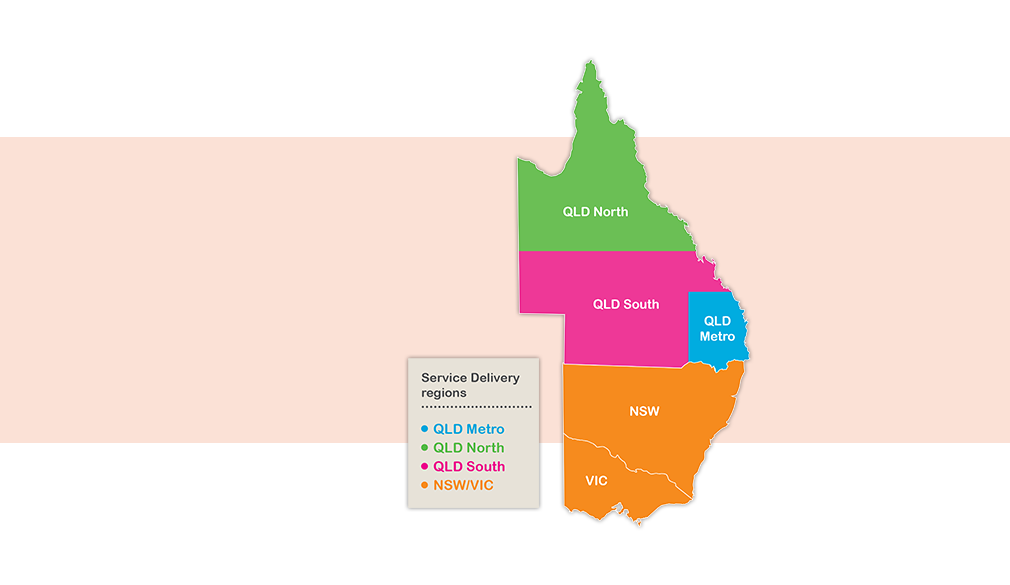 QLD North
QLD South
QLD
Metro
NSW
VIC
Service Delivery
regions
QLD Metro
QLD North
QLD South
NSW/VIC